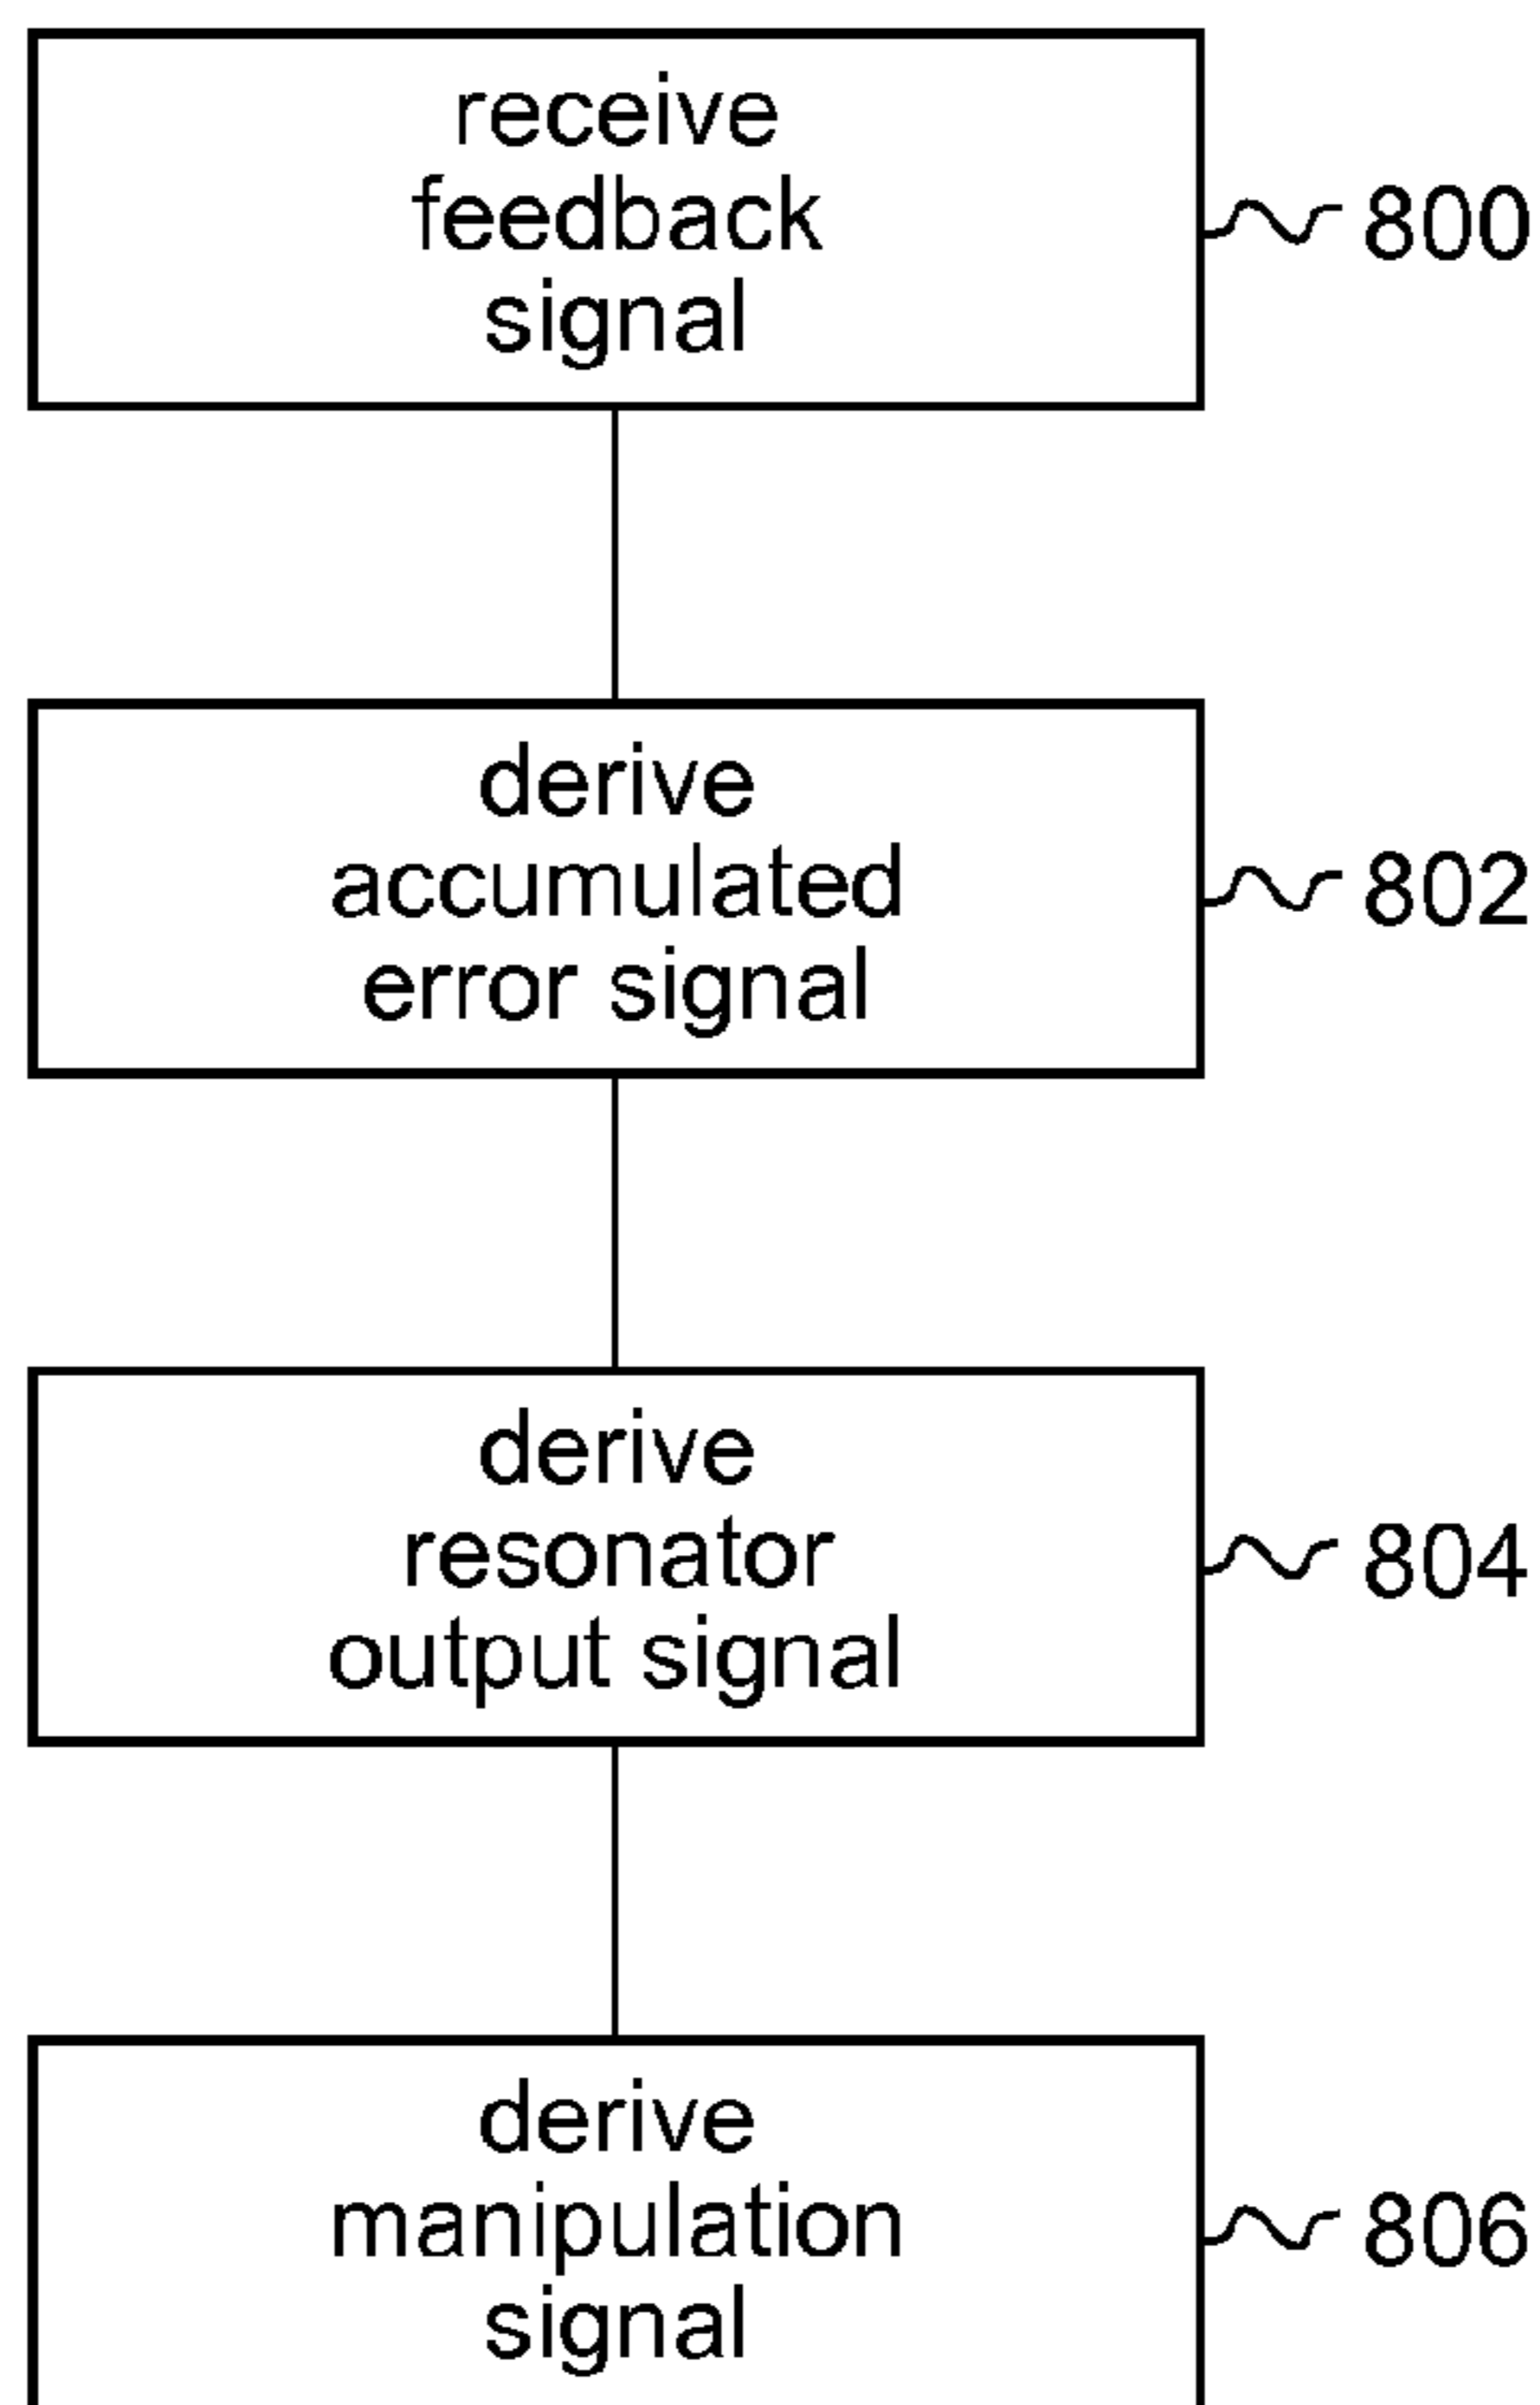 receive
feedback
signal
800
derive
accumulated
error signal
802
derive
resonator
output signal
804
derive
manipulation
signal
806